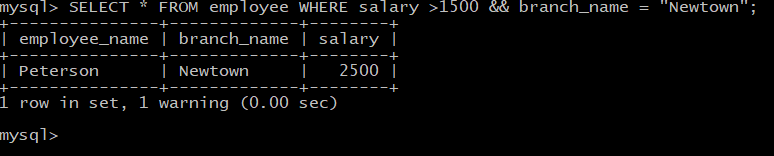 mysql> SELECT * FROM employee WHERE salary >1500 && branch_name = "Newtown";
+---------------+-------------+--------+
| employee_name | branch_name | salary |
+---------------+-------------+--------+
| Peterson      | Newtown     |   2500 |
+---------------+-------------+--------+
1 row in set, 1 warning (0.00 sec)
mysql>